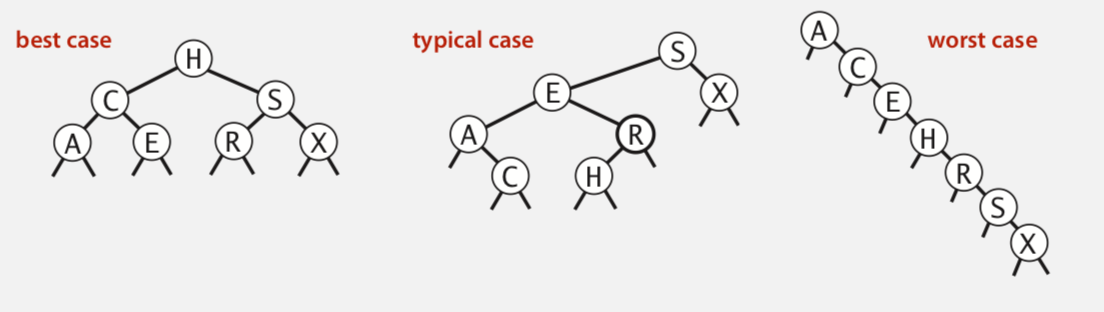 best case
H
C S
A E R X
typical case
S
E X
A R
C H
worst case
A
C
E
H
R
S
X